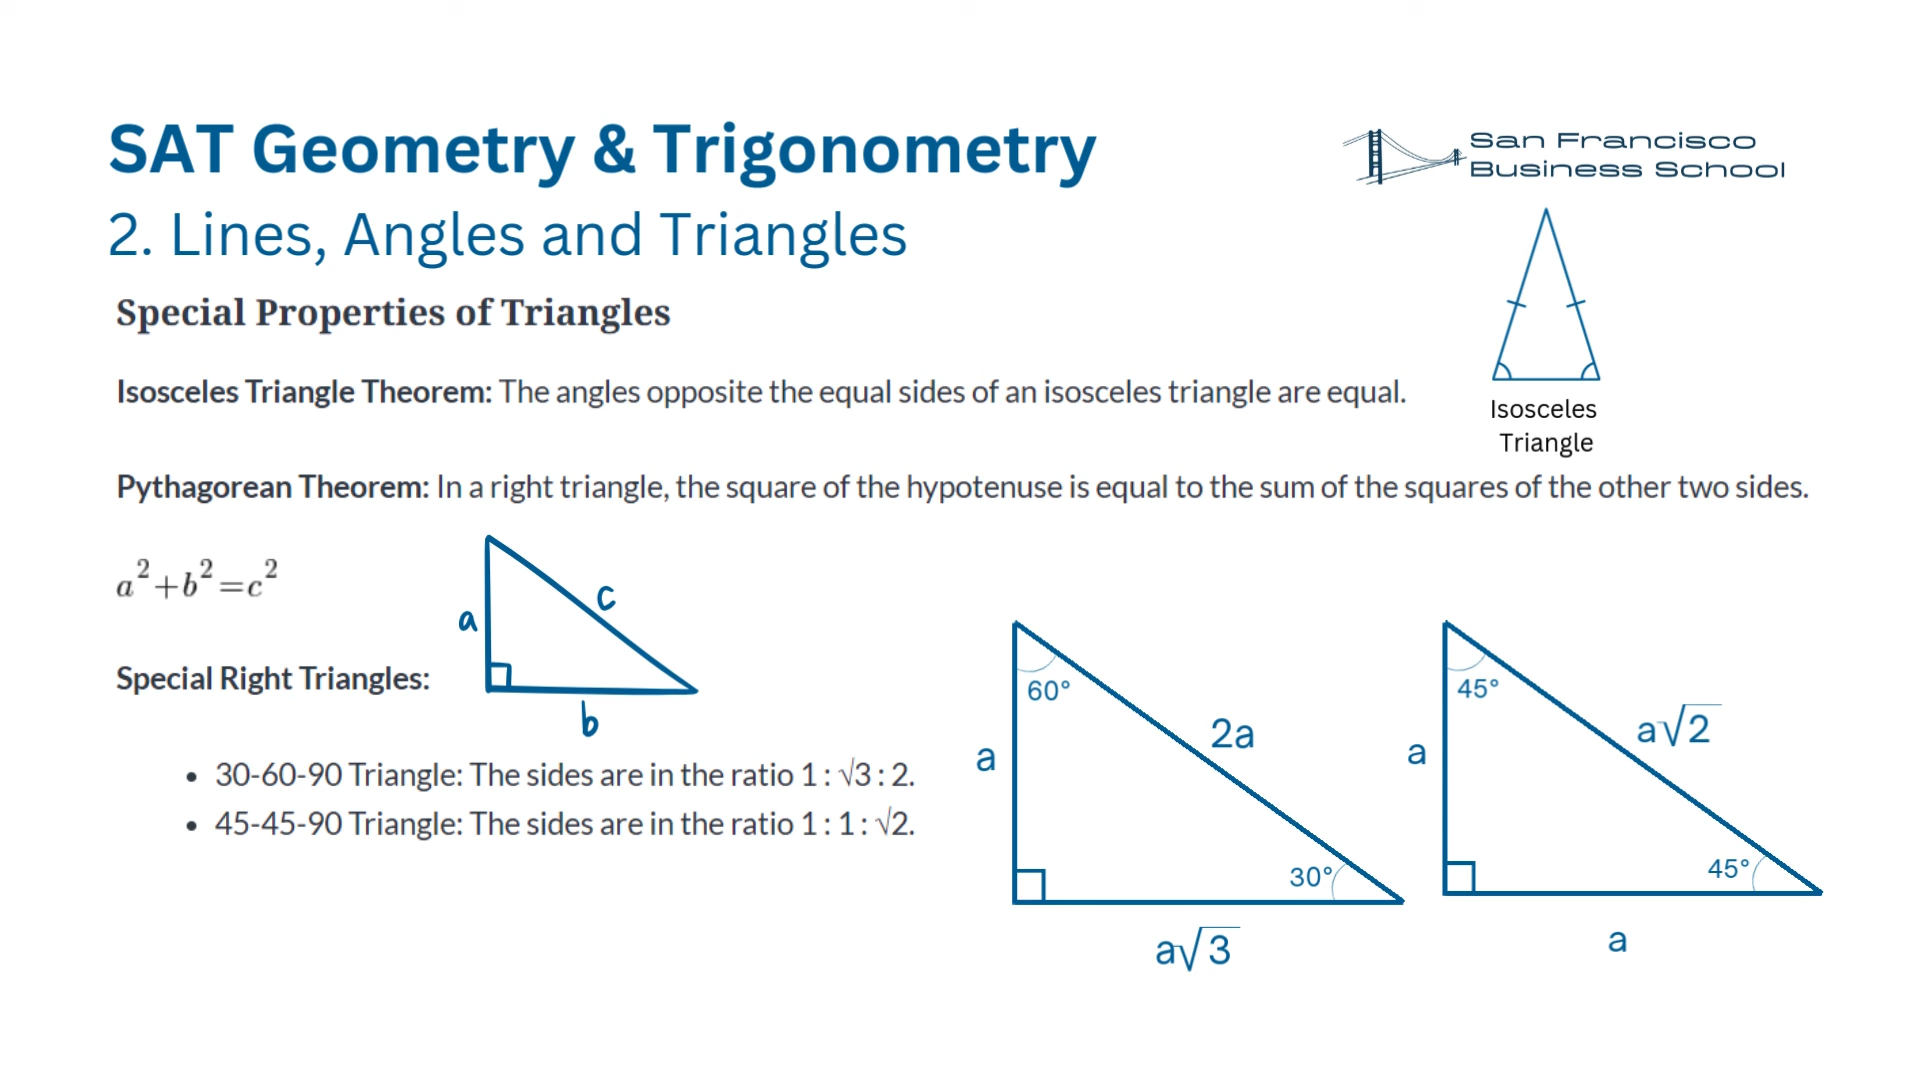 SAT Geometry & Trigonometry
San Francisco
Business School
2. Lines, Angles and Triangles
Special Properties of Triangles
Isosceles Triangle Theorem: The angles opposite the equal sides of an isosceles triangle are equal.
Isosceles
Triangle
Pythagorean Theorem: In a right triangle, the square of the hypotenuse is equal to the sum of the squares of the other two sides.
a²+b²=c²
a
c
b
Special Right Triangles:
• 30-60-90 Triangle: The sides are in the ratio 1 : √3 : 2.
• 45-45-90 Triangle: The sides are in the ratio 1 : 1 : √2.
60°
a
2a
30°
a√3
45°
a
a√2
45°
a